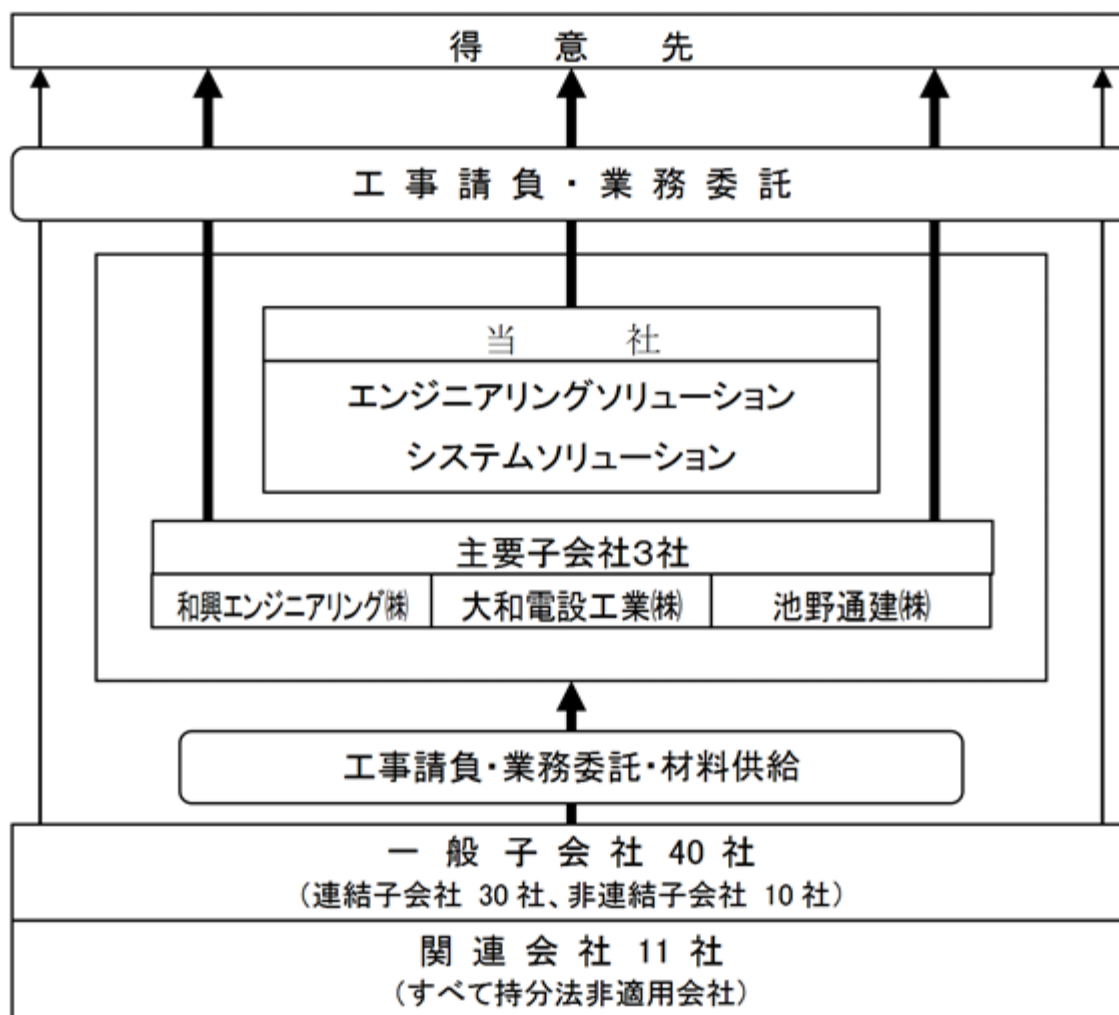 得意先
工事請負・業務委託
当社
エンジニアリングソリューション
システムソリューション
主要子会社3社
和興エンジニアリング㈱
大和電設工業㈱
池野通建㈱
工事請負・業務委託・材料供給
一般子会社 40 社
（連結子会社 30 社、非連結子会社 10 社）
関連会社 11 社
（すべて持分法非適用会社）